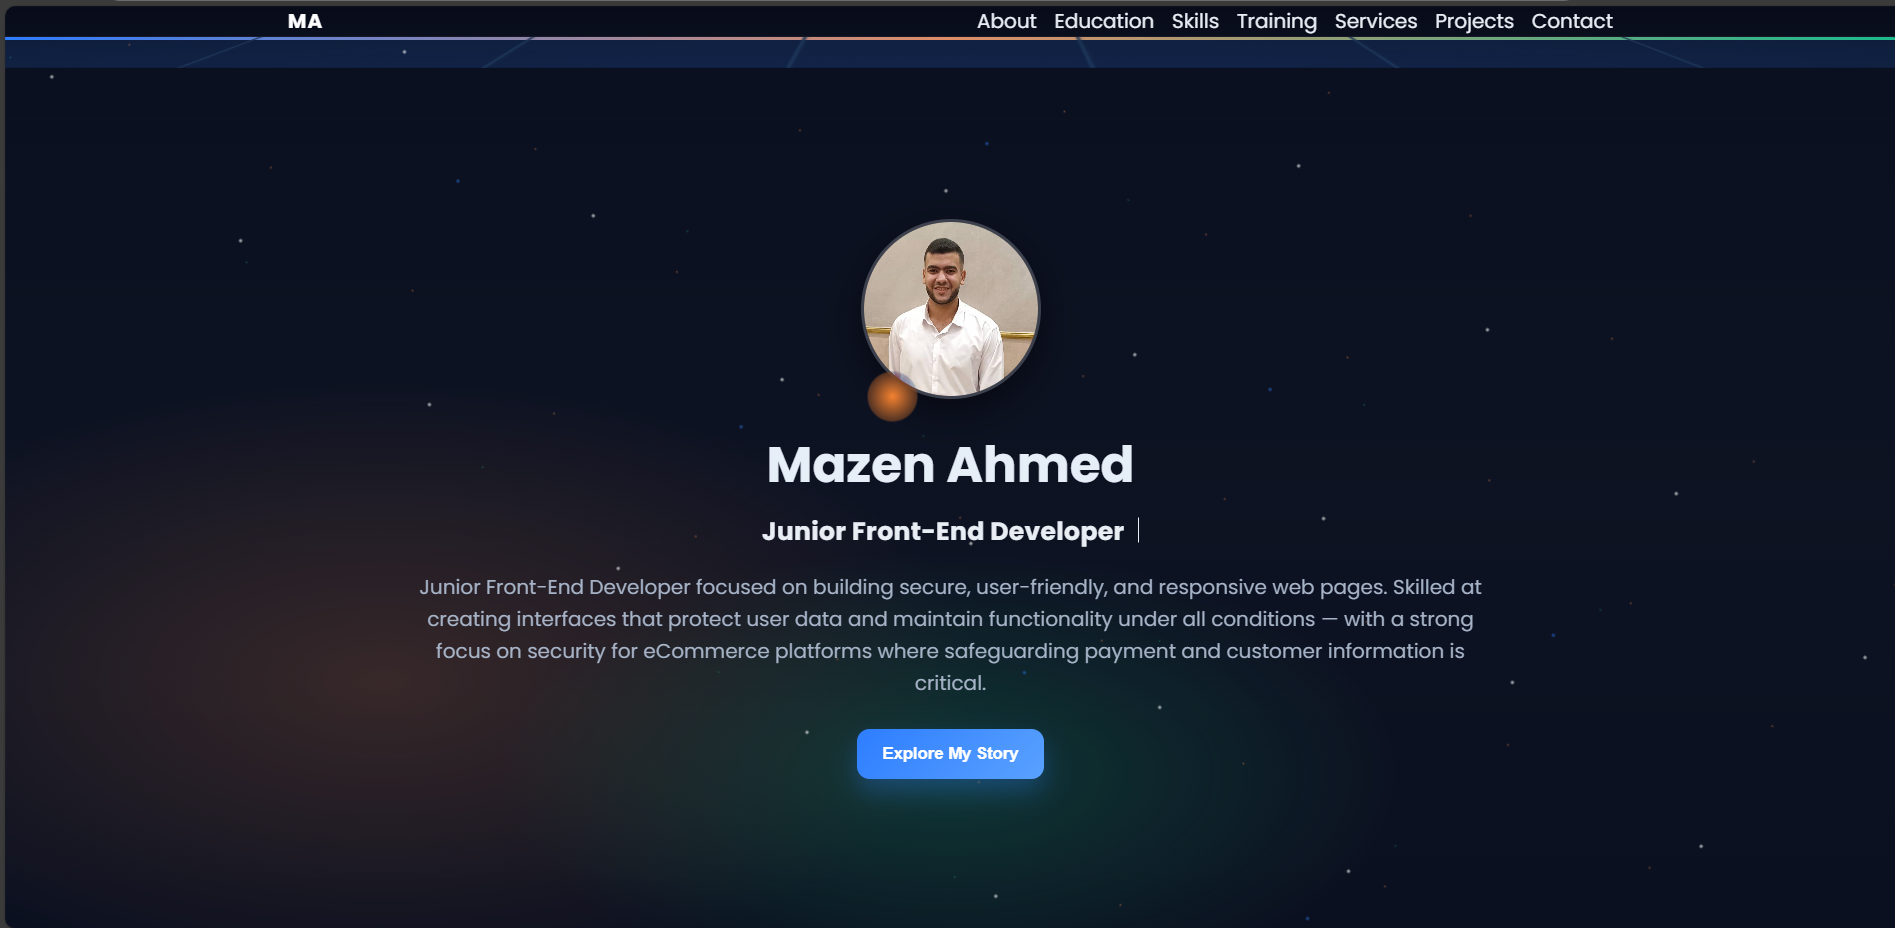 MA
About Education Skills Training Services Projects Contact
Mazen Ahmed
Junior Front-End Developer
Junior Front-End Developer focused on building secure, user-friendly, and responsive web pages. Skilled at
creating interfaces that protect user data and maintain functionality under all conditions — with a strong
focus on security for eCommerce platforms where safeguarding payment and customer information is
critical.
Explore My Story